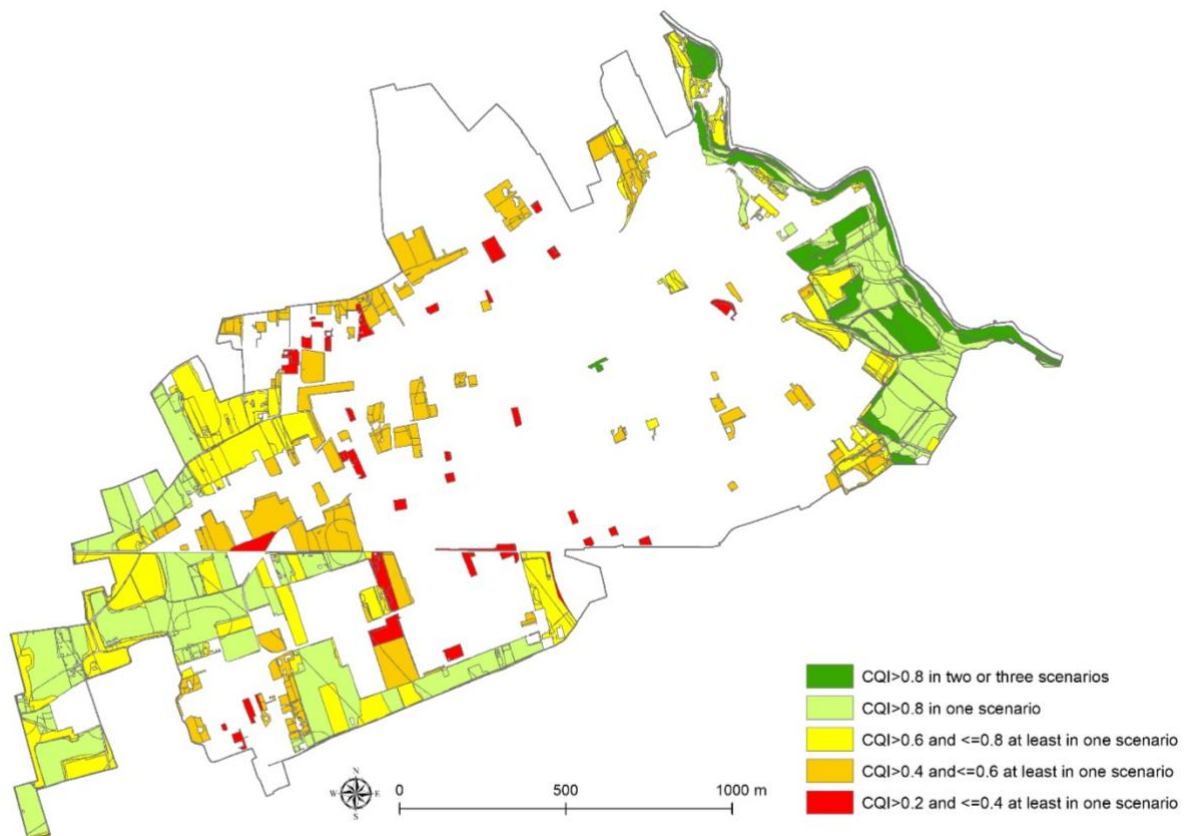 CQI>0.8 in two or three scenarios
CQI>0.8 in one scenario
CQI>0.6 and <=0.8 at least in one scenario
CQI>0.4 and<=0.6 at least in one scenario
CQI>0.2 and <=0.4 at least in one scenario
N
W E
S
0 500 1000 m